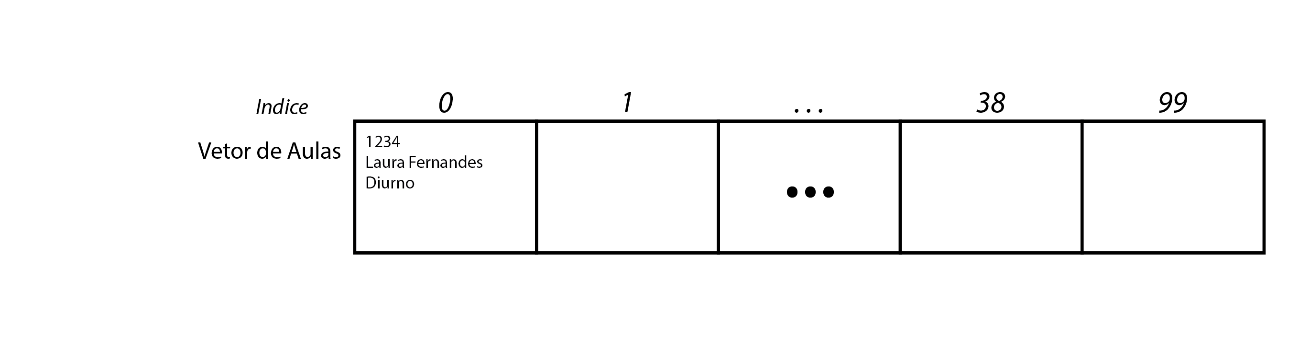 Indice 0 1 ... 38 99
Vetor de Aulas
1234
Laura Fernandes
Diurno
...